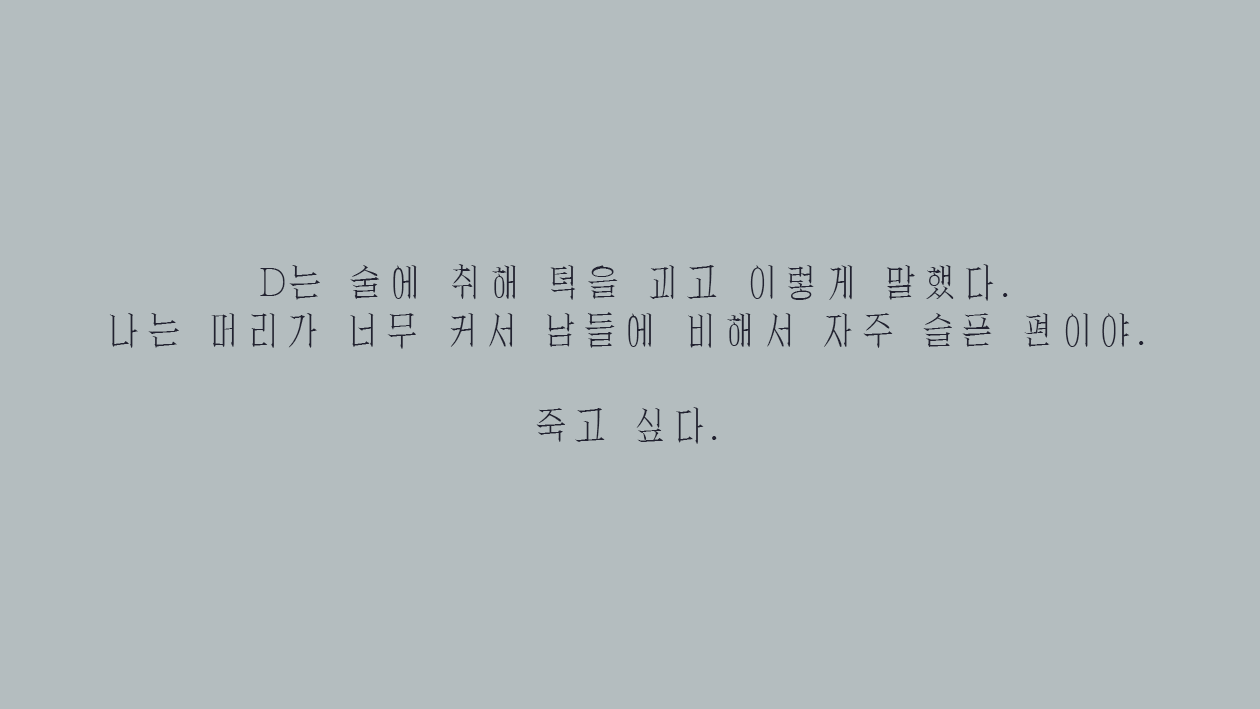 D는 술에 취해 턱을 괴고 이렇게 말했다.
나는 머리가 너무 커서 남들에 비해서 자주 슬픈 편이야.
죽고 싶다.